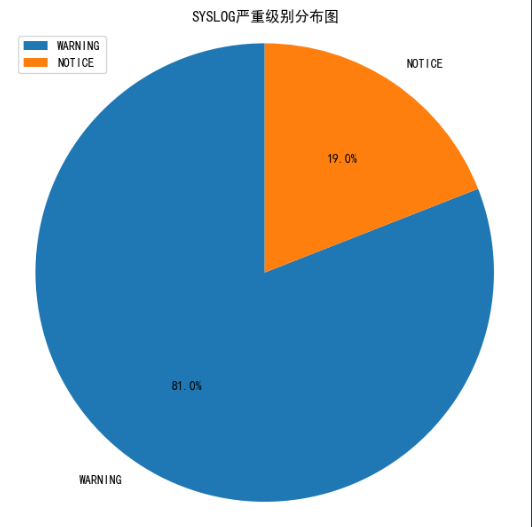 SYSLOG严重级别分布图
WARNING
NOTICE
NOTICE
19.0%
81.0%
WARNING